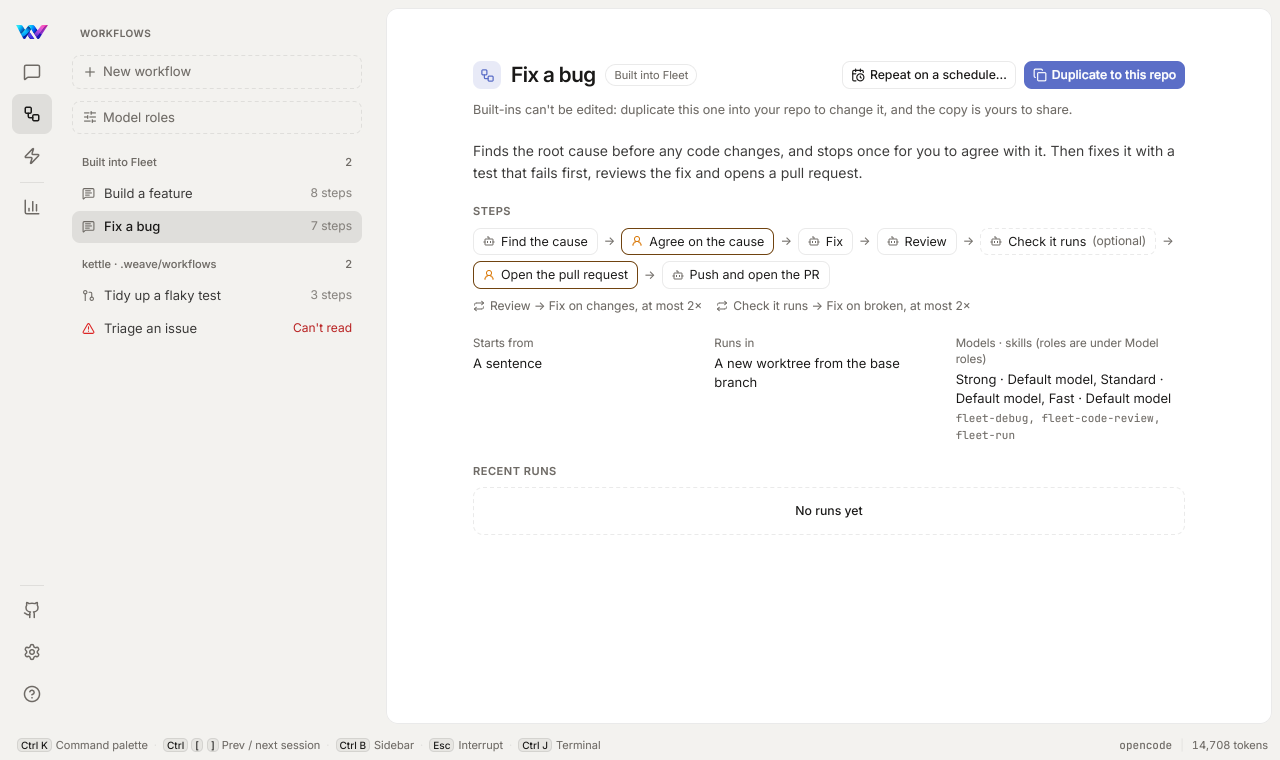 WORKFLOWS
New workflow
Model roles
Built into Fleet 2
Build a feature 8 steps
Fix a bug 7 steps
kettle · .weave/workflows 2
Tidy up a flaky test 3 steps
Triage an issue Can't read
Fix a bug Built into Fleet Repeat on a schedule... Duplicate to this repo
Built-ins can't be edited: duplicate this one into your repo to change it, and the copy is yours to share.
Finds the root cause before any code changes, and stops once for you to agree with it. Then fixes it with a
test that fails first, reviews the fix and opens a pull request.
STEPS
Find the cause → Agree on the cause → Fix → Review → Check it runs (optional) →
Open the pull request → Push and open the PR
Review → Fix on changes, at most 2× Check it runs → Fix on broken, at most 2×
Starts from
A sentence
Runs in
A new worktree from the base
branch
Models · skills (roles are under Model
roles)
Strong · Default model, Standard ·
Default model, Fast · Default model
fleet-debug, fleet-code-review,
fleet-run
RECENT RUNS
No runs yet
Ctrl K Command palette Ctrl [ ] Prev / next session Ctrl B Sidebar Esc Interrupt Ctrl J Terminal opencode 14,708 tokens